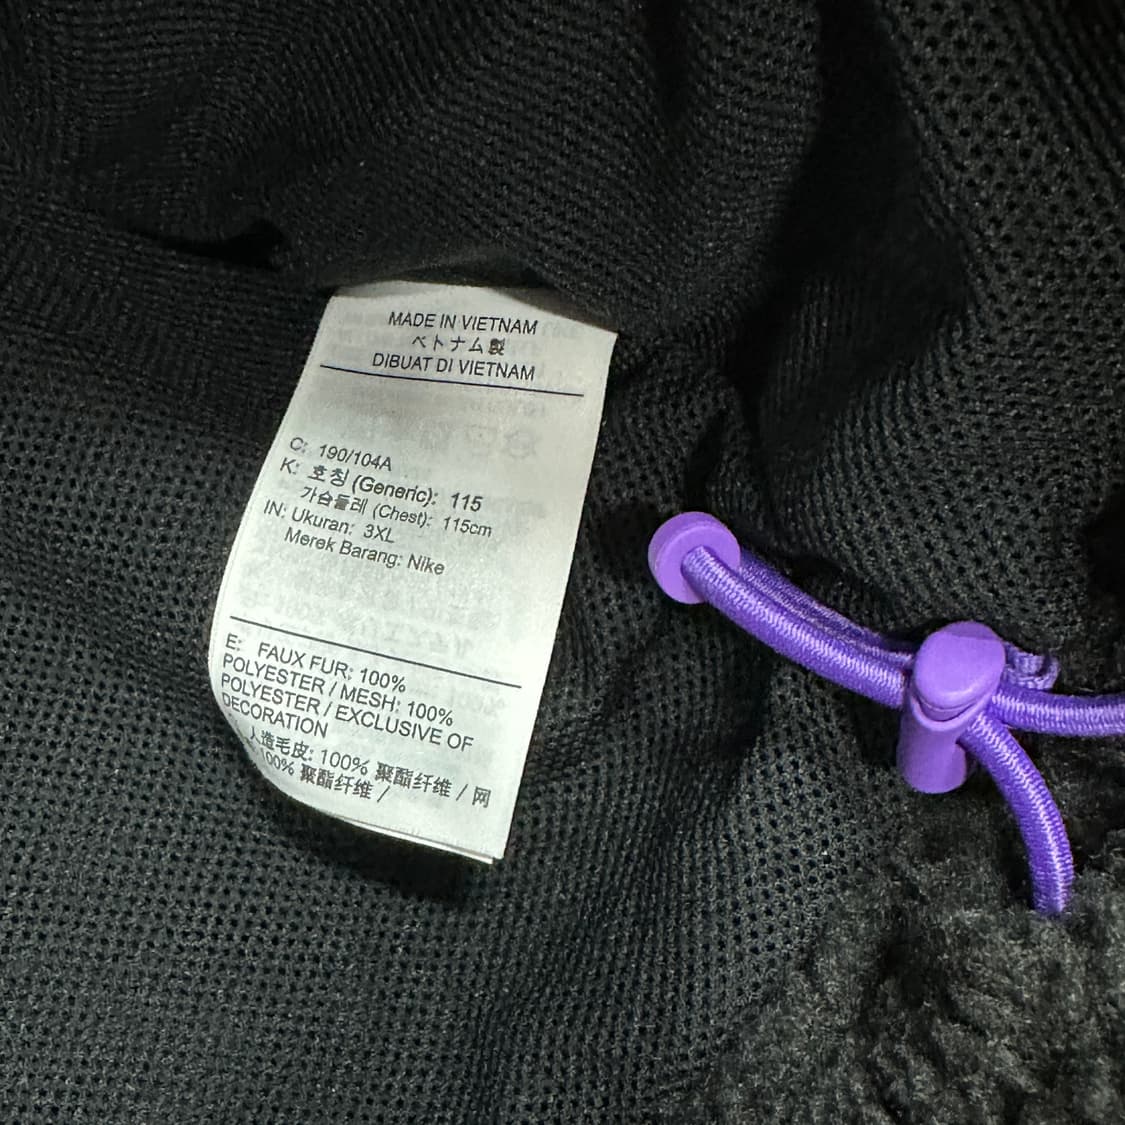 MADE IN VIETNAM
ベトナム製
DIBUAT DI VIETNAM
C: 190/104A
K: 호칭 (Generic): 115
가슴둘레 (Chest): 115cm
IN: Ukuran: 3XL
Merek Barang: Nike
E: FAUX FUR: 100%
POLYESTER / MESH: 100%
POLYESTER / EXCLUSIVE OF
DECORATION
人造毛皮: 100% 聚酯纤维 / 网
100% 聚酯纤维 /